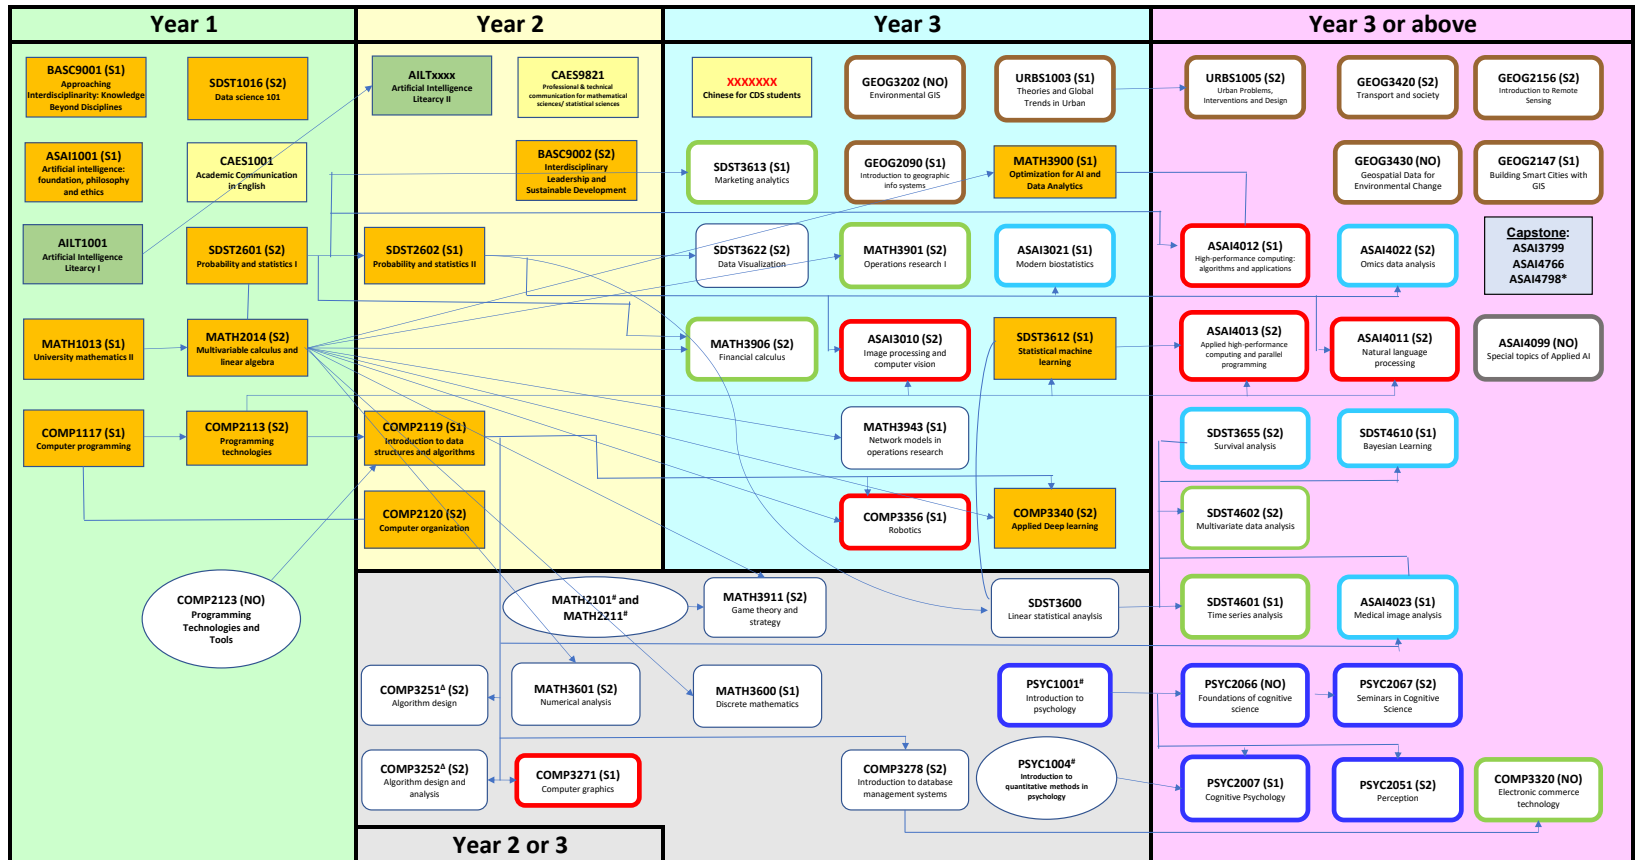 Year 1
Year 2
Year 3
Year 3 or above
BASC9001 (S1)
Approaching
Interdisciplinarity: Knowledge
Beyond Disciplines
SDST1016 (S2)
Data science 101
AILTxxxx
Artificial Intelligence
Litearcy II
CAES9821
Professional & technical
communication for mathematical
sciences/ statistical sciences
XXXXXXX
Chinese for CDS students
GEOG3202 (NO)
Environmental GIS
URBS1003 (S1)
Theories and Global
Trends in Urban
URBS1005 (S2)
Urban Problems,
Interventions and Design
GEOG3420 (S2)
Transport and society
GEOG2156 (S2)
Introduction to Remote
Sensing
ASAI1001 (S1)
Artificial intelligence:
foundation, philosophy
and ethics
CAES1001
Academic Communication
in English
BASC9002 (S2)
Interdisciplinary
Leadership and
Sustainable Development
SDST3613 (S1)
Marketing analytics
GEOG2090 (S1)
Introduction to geographic
info systems
MATH3900 (S1)
Optimization for AI and
Data Analytics
GEOG3430 (NO)
Geospatial Data for
Environmental Change
GEOG2147 (S1)
Building Smart Cities with
GIS
AILT1001
Artificial Intelligence
Litearcy I
SDST2601 (S2)
Probability and statistics I
SDST2602 (S1)
Probability and statistics II
SDST3622 (S2)
Data Visualization
MATH3901 (S2)
Operations research I
ASAI3021 (S1)
Modern biostatistics
ASAI4012 (S1)
High-performance computing:
algorithms and applications
ASAI4022 (S2)
Omics data analysis
Capstone:
ASAI3799
ASAI4766
ASAI4798*
MATH1013 (S1)
University mathematics II
MATH2014 (S2)
Multivariable calculus and
linear algebra
MATH3906 (S2)
Financial calculus
ASAI3010 (S2)
Image processing and
computer vision
SDST3612 (S1)
Statistical machine
learning
ASAI4013 (S2)
Applied high-performance
computing and parallel
programming
ASAI4011 (S2)
Natural language
processing
ASAI4099 (NO)
Special topics of Applied AI
COMP1117 (S1)
Computer programming
COMP2113 (S2)
Programming
technologies
COMP2119 (S1)
Introduction to data
structures and algorithms
MATH3943 (S1)
Network models in
operations research
SDST3655 (S2)
Survival analysis
SDST4610 (S1)
Bayesian Learning
COMP2120 (S2)
Computer organization
COMP3356 (S1)
Robotics
COMP3340 (S2)
Applied Deep learning
SDST4602 (S2)
Multivariate data analysis
COMP2123 (NO)
Programming
Technologies and
Tools
MATH2101# and
MATH2211#
MATH3911 (S2)
Game theory and
strategy
SDST3600
Linear statistical anaylsis
SDST4601 (S1)
Time series analysis
ASAI4023 (S1)
Medical image analysis
COMP3251Δ (S2)
Algorithm design
MATH3601 (S2)
Numerical analysis
MATH3600 (S1)
Discrete mathematics
PSYC1001#
Introduction to
psychology
PSYC2066 (NO)
Foundations of cognitive
science
PSYC2067 (S2)
Seminars in Cognitive
Science
COMP3252Δ (S2)
Algorithm design and
analysis
COMP3271 (S1)
Computer graphics
COMP3278 (S2)
Introduction to database
management systems
PSYC1004#
Introduction to
quantitative methods in
psychology
PSYC2007 (S1)
Cognitive Psychology
PSYC2051 (S2)
Perception
COMP3320 (NO)
Electronic commerce
technology
Year 2 or 3